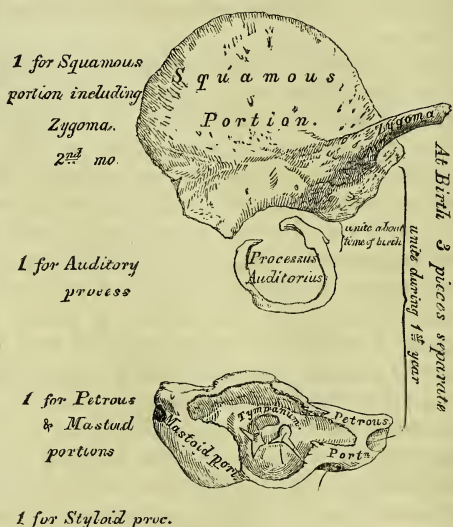 1 for Squamous
portion including
Zygoma.
2nd mo.
Squamous
Portion.
Zygoma
unite about
time of birth
1 for Auditory
process
Processus
Auditorius
At Birth 3 pieces separate
unite during 1st year
1 for Petrous
& Mastoid
portions
Tympanum
Petrous
Mastoid portn.
Portn.
1 for Styloid proc.